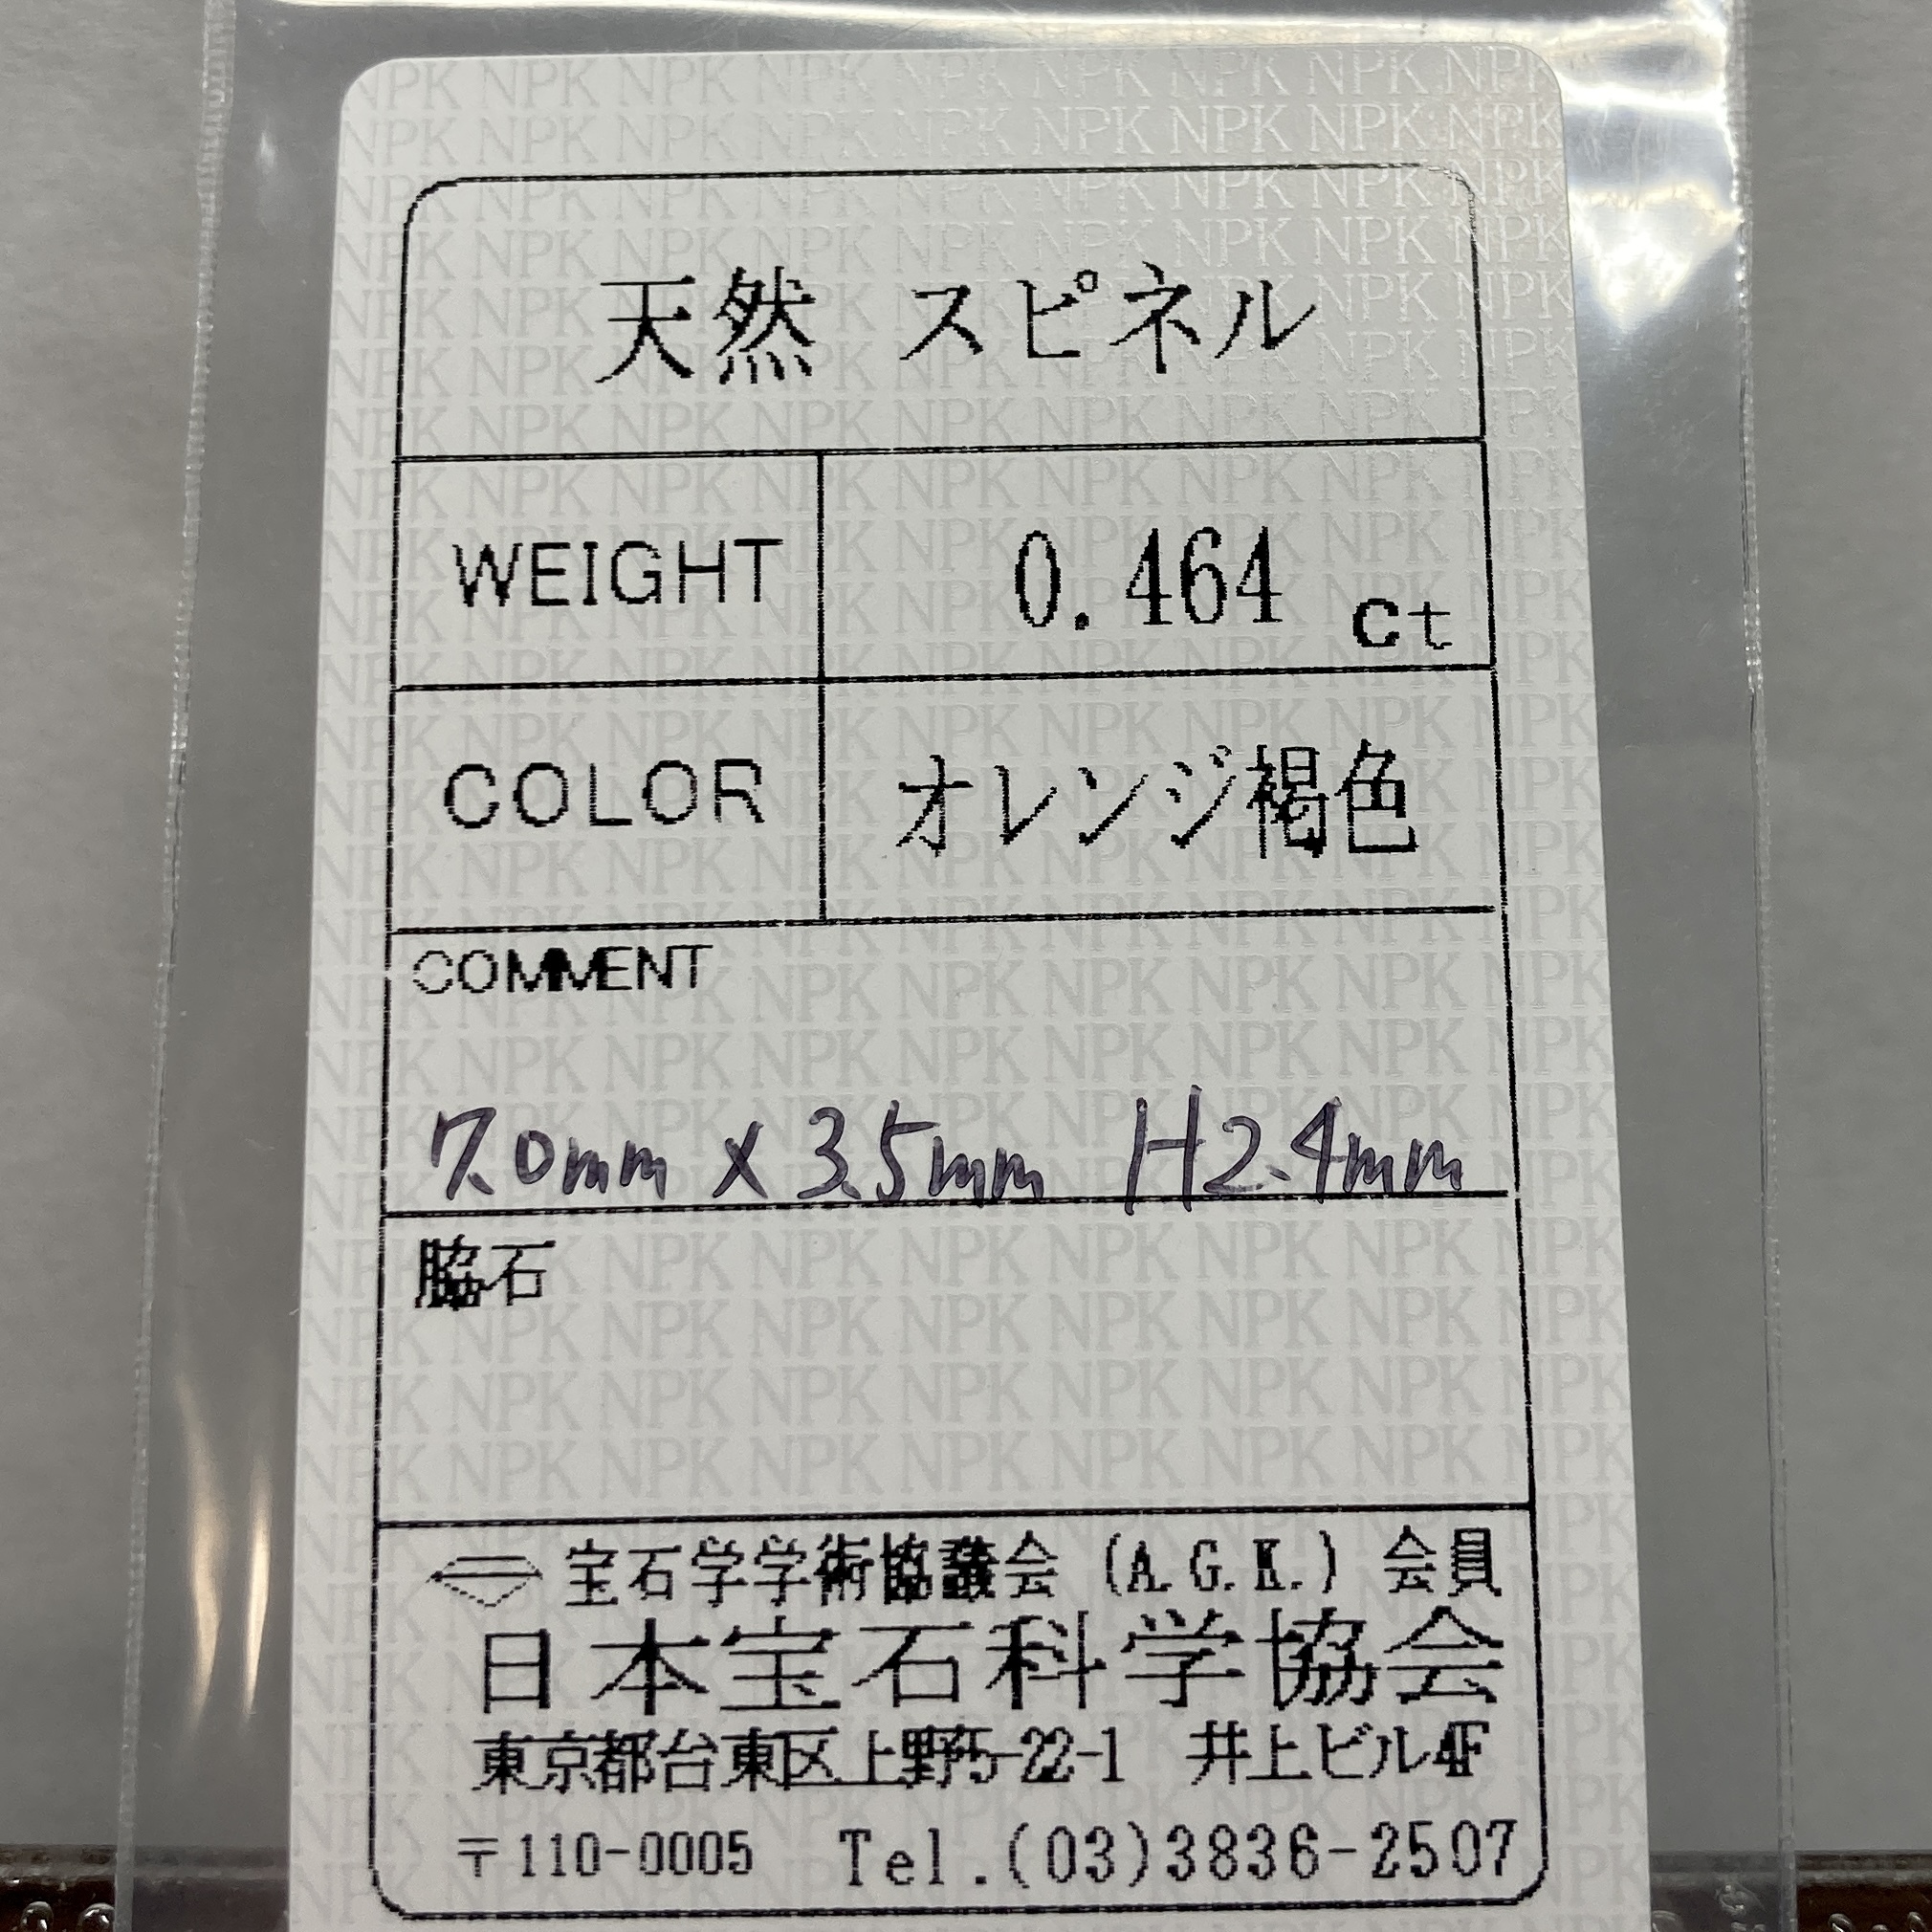 天然 スピネル
WEIGHT 0.464 ct
COLOR オレンジ褐色
COMMENT
7.0mm x 3.5mm H2.4mm
脇石
宝石学学術協議会 (A.G.K.) 会員
日本宝石科学協会
東京都台東区上野5-22-1 井上ビル4F
〒110-0005 Tel.(03)3836-2507